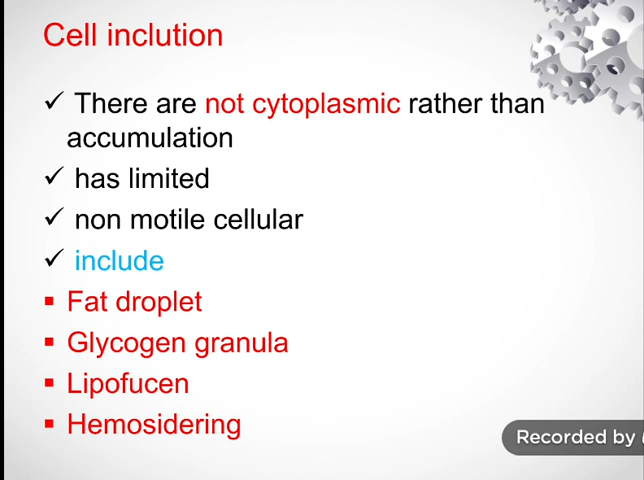 Cell inclution
✓ There are not cytoplasmic rather than
accumulation
✓ has limited
✓ non motile cellular
✓ include
▪ Fat droplet
▪ Glycogen granula
▪ Lipofucen
▪ Hemosidering
Recorded by